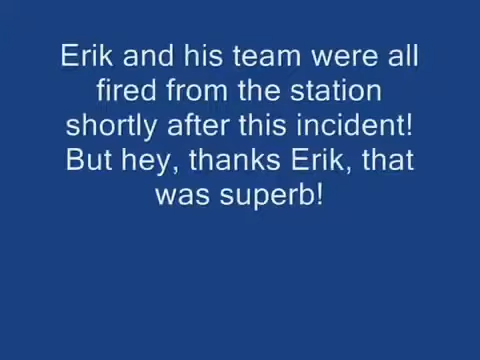 Erik and his team were all
fired from the station
shortly after this incident!
But hey, thanks Erik, that
was superb!